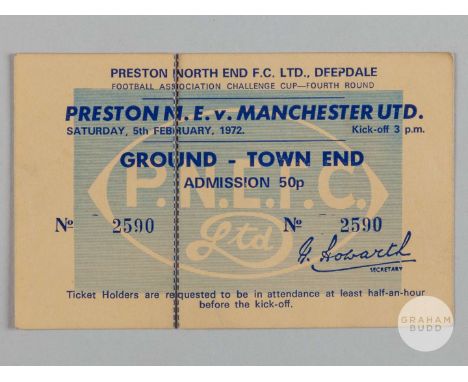 PRESTON NORTH END F.C. LTD., DEEPDALE
FOOTBALL ASSOCIATION CHALLENGE CUP—FOURTH ROUND
PRESTON N.E. v. MANCHESTER UTD.
SATURDAY, 5th FEBRUARY, 1972. Kick-off 3 p.m.
GROUND - TOWN END
ADMISSION 50p
P.N.E.F.C.
Nº 2590 Nº 2590
Ltd
G. Howarth
SECRETARY
Ticket Holders are requested to be in attendance at least half-an-hour
before the kick-off.
GRAHAM
BUDD